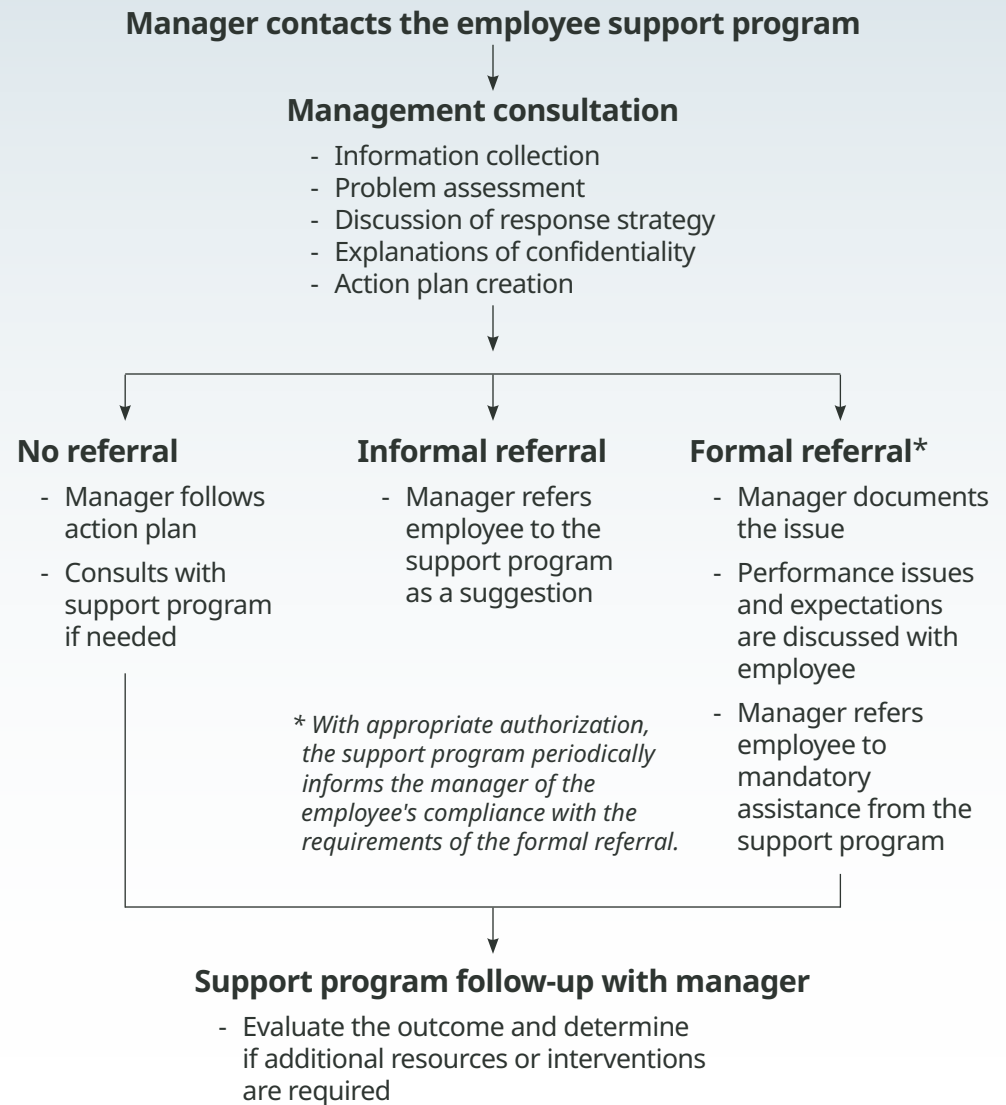 Manager contacts the employee support program
Management consultation
- Information collection
- Problem assessment
- Discussion of response strategy
- Explanations of confidentiality
- Action plan creation
No referral
- Manager follows
action plan
- Consults with
support program
if needed
Informal referral
- Manager refers
employee to the
support program
as a suggestion
Formal referral*
- Manager documents
the issue
- Performance issues
and expectations
are discussed with
employee
- Manager refers
employee to
mandatory
assistance from the
support program
* With appropriate authorization,
the support program periodically
informs the manager of the
employee's compliance with the
requirements of the formal referral.
Support program follow-up with manager
- Evaluate the outcome and determine
if additional resources or interventions
are required